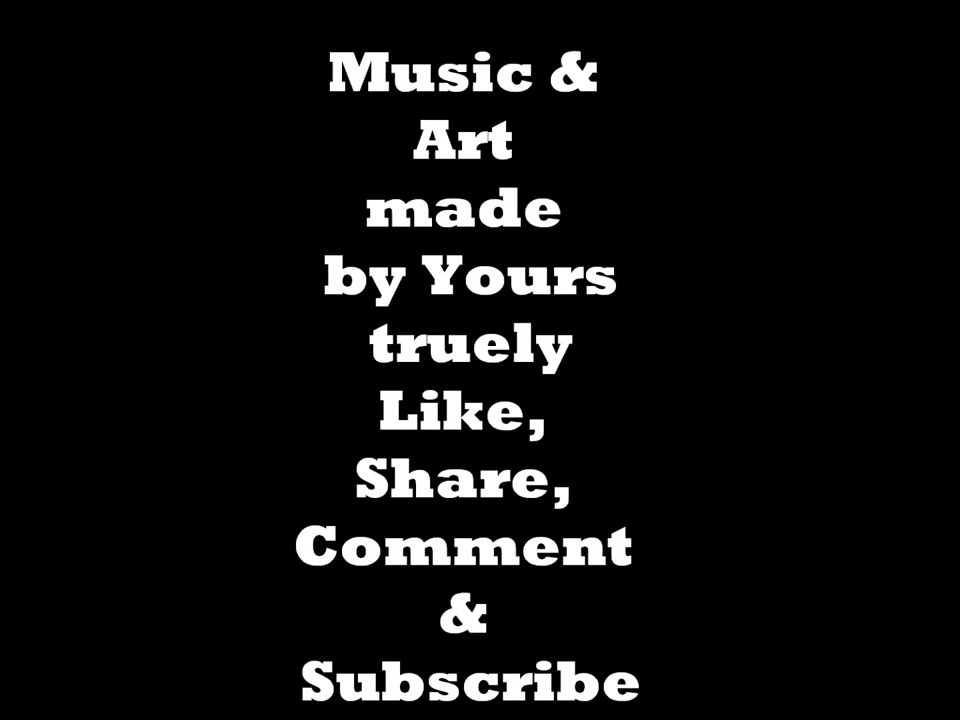 Music &
Art
made
by Yours
truely
Like,
Share,
Comment
&
Subscribe